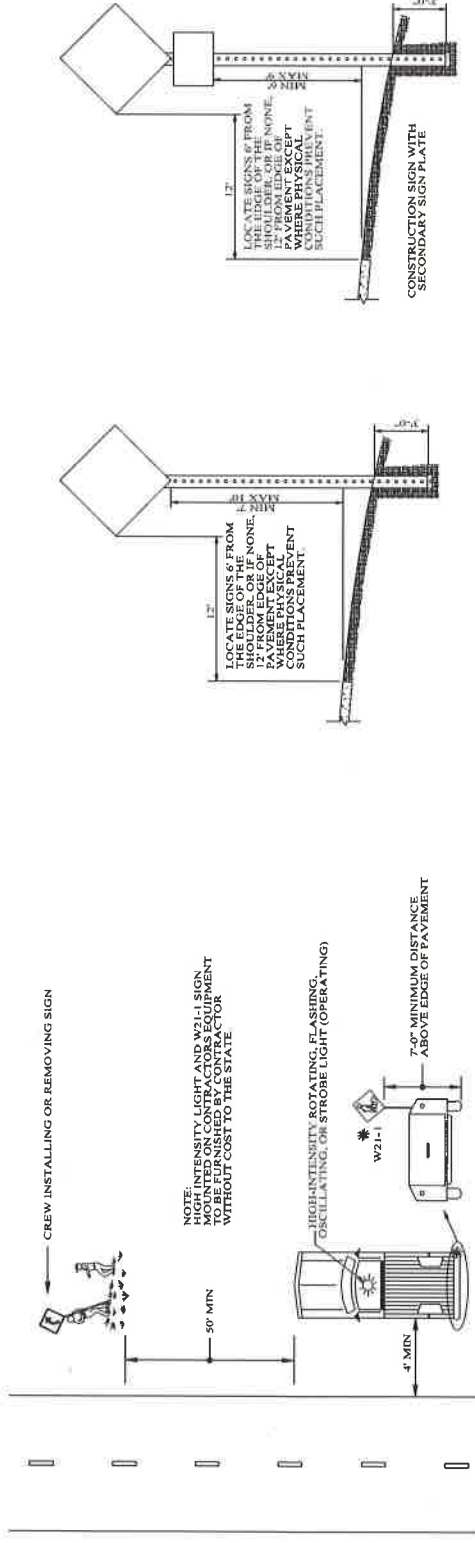 CREW INSTALLING OR REMOVING SIGN
NOTE:
HIGH INTENSITY LIGHT AND W21-1 SIGN
MOUNTED ON CONTRACTORS EQUIPMENT
TO BE FURNISHED BY CONTRACTOR
WITHOUT COST TO THE STATE
50' MIN
HIGH-INTENSITY ROTATING, FLASHING,
OSCILLATING, OR STROBE LIGHT (OPERATING)
4' MIN
✱
W21-1
7'-0" MINIMUM DISTANCE
ABOVE EDGE OF PAVEMENT
12'
LOCATE SIGNS 6' FROM
THE EDGE OF THE
SHOULDER, OR IF NONE,
12' FROM EDGE OF
PAVEMENT EXCEPT
WHERE PHYSICAL
CONDITIONS PREVENT
SUCH PLACEMENT.
MIN 7'
MAX 10'
3'-0"
12'
LOCATE SIGNS 6' FROM
THE EDGE OF THE
SHOULDER, OR IF NONE,
12' FROM EDGE OF
PAVEMENT EXCEPT
WHERE PHYSICAL
CONDITIONS PREVENT
SUCH PLACEMENT.
MIN 6'
MAX 9'
CONSTRUCTION SIGN WITH
SECONDARY SIGN PLATE